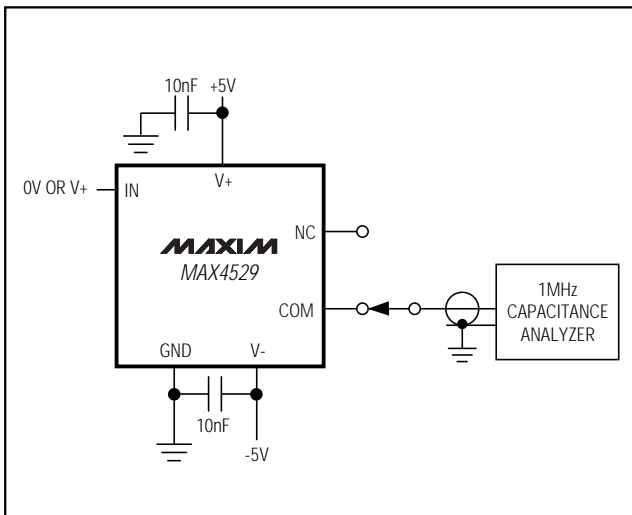 10nF +5V
V+
0V OR V+
IN
NC
MAXIM
MAX4529
COM
1MHz
CAPACITANCE
ANALYZER
GND V-
10nF
-5V